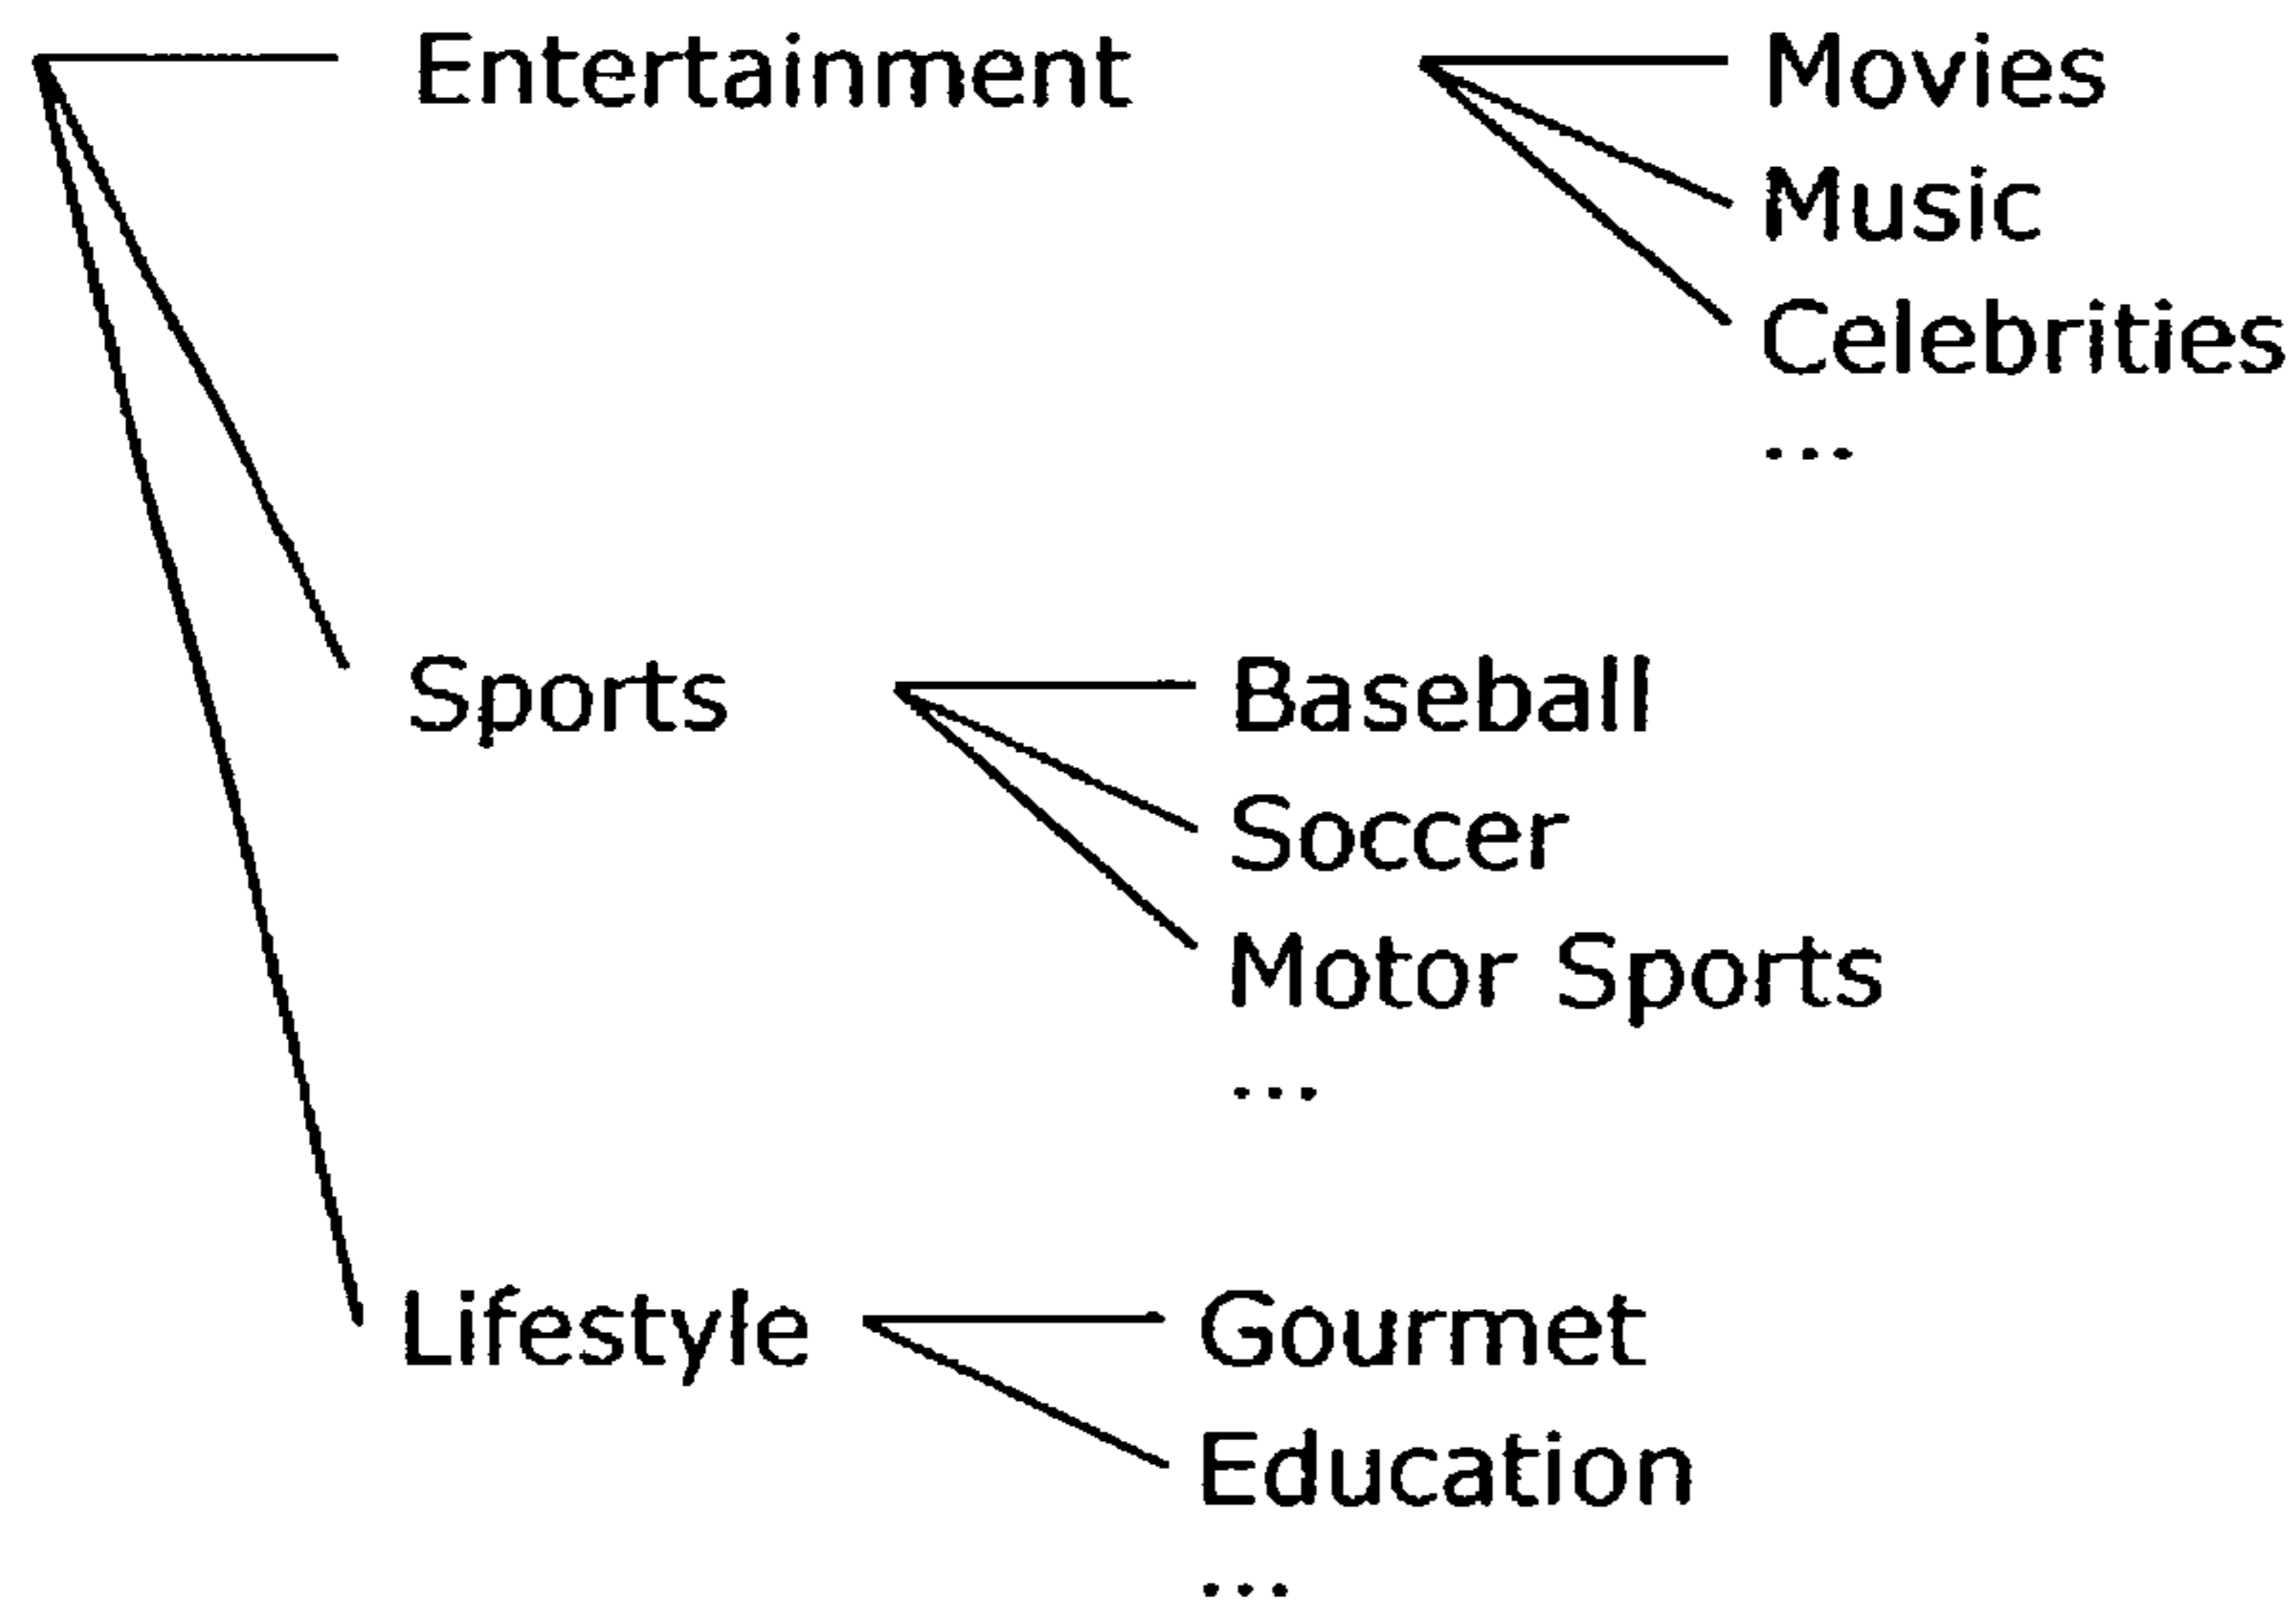 Entertainment
Movies
Music
Celebrities
...
Sports
Baseball
Soccer
Motor Sports
...
Lifestyle
Gourmet
Education
...